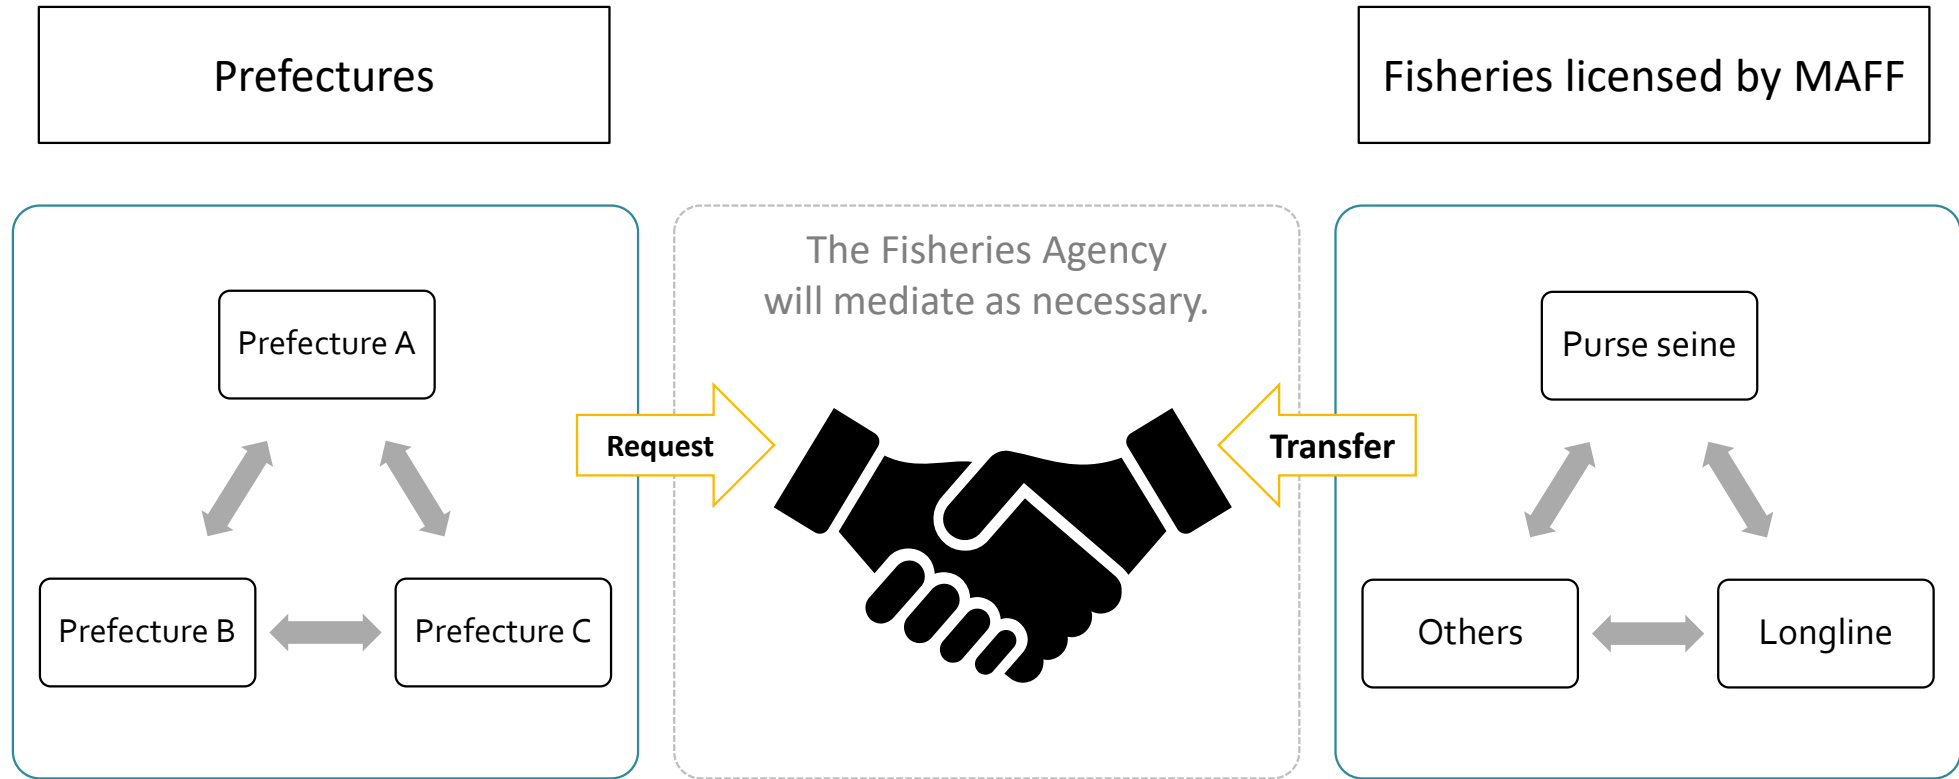 Prefectures
Fisheries licensed by MAFF
The Fisheries Agency
will mediate as necessary.
Prefecture A
Purse seine
Request
Transfer
Prefecture B
Prefecture C
Others
Longline